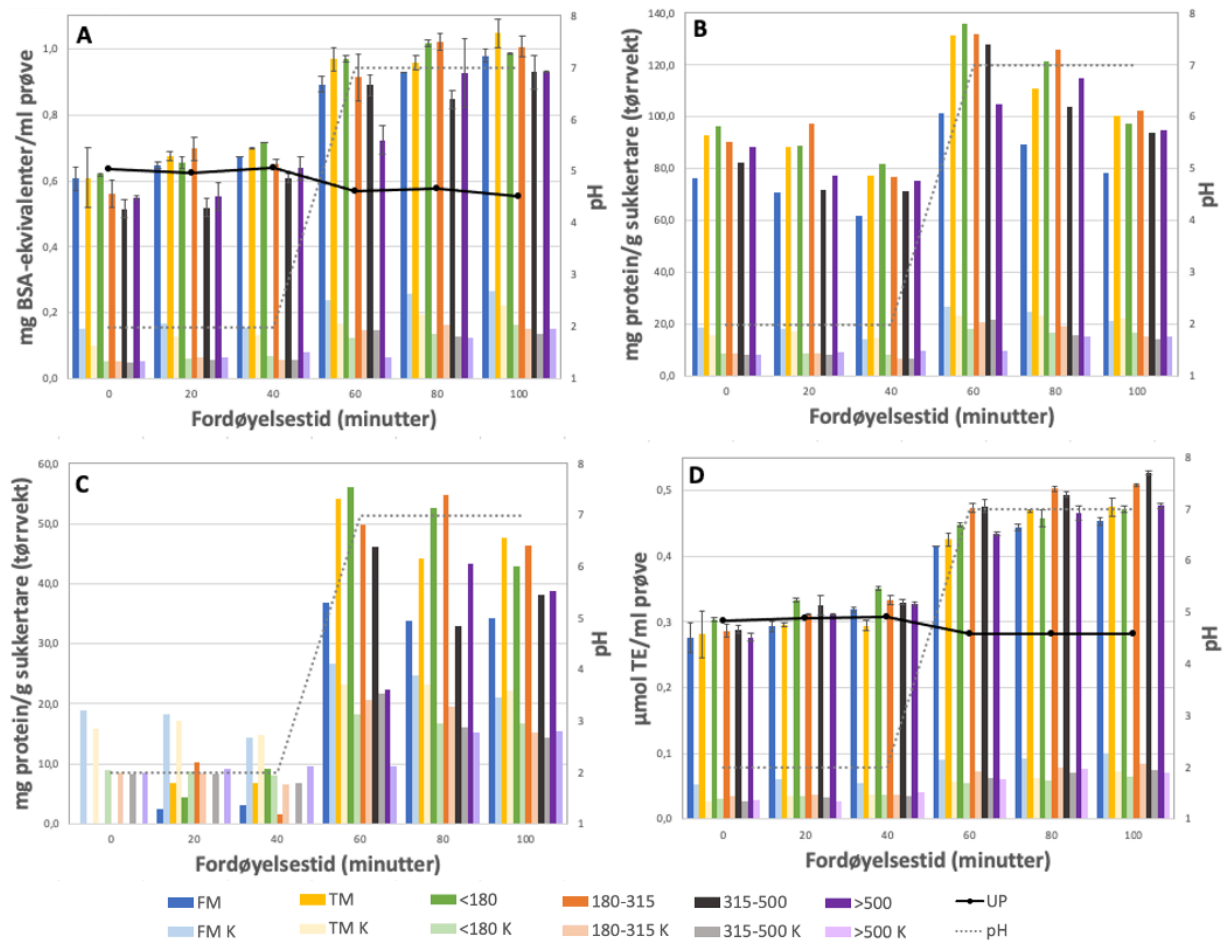 A
mg BSA-ekvivalenter/ml prøve
1,0
0,8
0,6
0,4
0,2
0,0
8
7
6
5
4
3
2
1
pH
0 20 40 60 80 100
Fordøyelsestid (minutter)
B
mg protein/g sukkertare (tørrvekt)
140,0
120,0
100,0
80,0
60,0
40,0
20,0
0,0
8
7
6
5
4
3
2
1
pH
0 20 40 60 80 100
Fordøyelsestid (minutter)
C
mg protein/g sukkertare (tørrvekt)
60,0
50,0
40,0
30,0
20,0
10,0
0,0
8
7
6
5
4
3
2
1
pH
0 20 40 60 80 100
Fordøyelsestid (minutter)
D
µmol TE/ml prøve
0,5
0,4
0,3
0,2
0,1
0,0
8
7
6
5
4
3
2
1
pH
0 20 40 60 80 100
Fordøyelsestid (minutter)
FM TM <180 180-315 315-500 >500 UP
FM K TM K <180 K 180-315 K 315-500 K >500 K pH